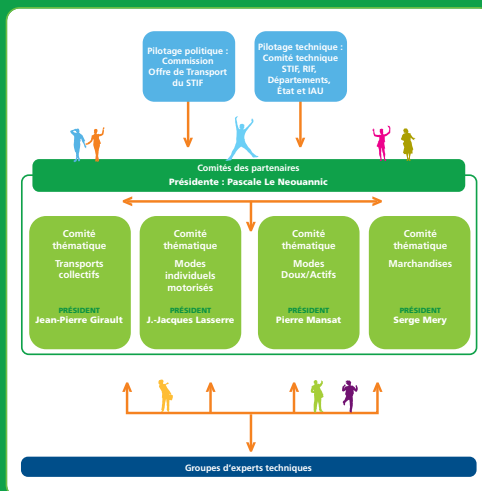 Pilotage politique :
Commission
Offre de Transport
du STIF
Pilotage technique :
Comité technique
STIF, RIF,
Départements,
État et IAU
Comités des partenaires
Présidente : Pascale Le Neouannic
Comité
thématique
Transports
collectifs
PRÉSIDENT
Jean-Pierre Girault
Comité
thématique
Modes
individuels
motorisés
PRÉSIDENT
J.-Jacques Lasserre
Comité
thématique
Modes
Doux/Actifs
PRÉSIDENT
Pierre Mansat
Comité
thématique
Marchandises
PRÉSIDENT
Serge Mery
Groupes d'experts techniques